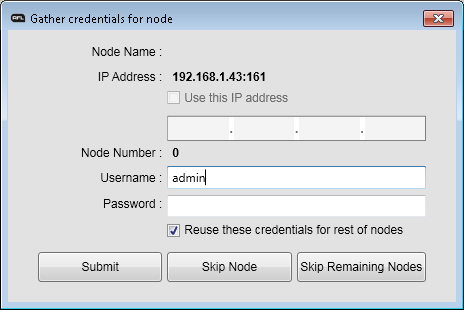 AFL Gather credentials for node
Node Name :
IP Address : 192.168.1.43:161
Use this IP address
. . .
Node Number : 0
Username : admin
Password :
Reuse these credentials for rest of nodes
Submit Skip Node Skip Remaining Nodes